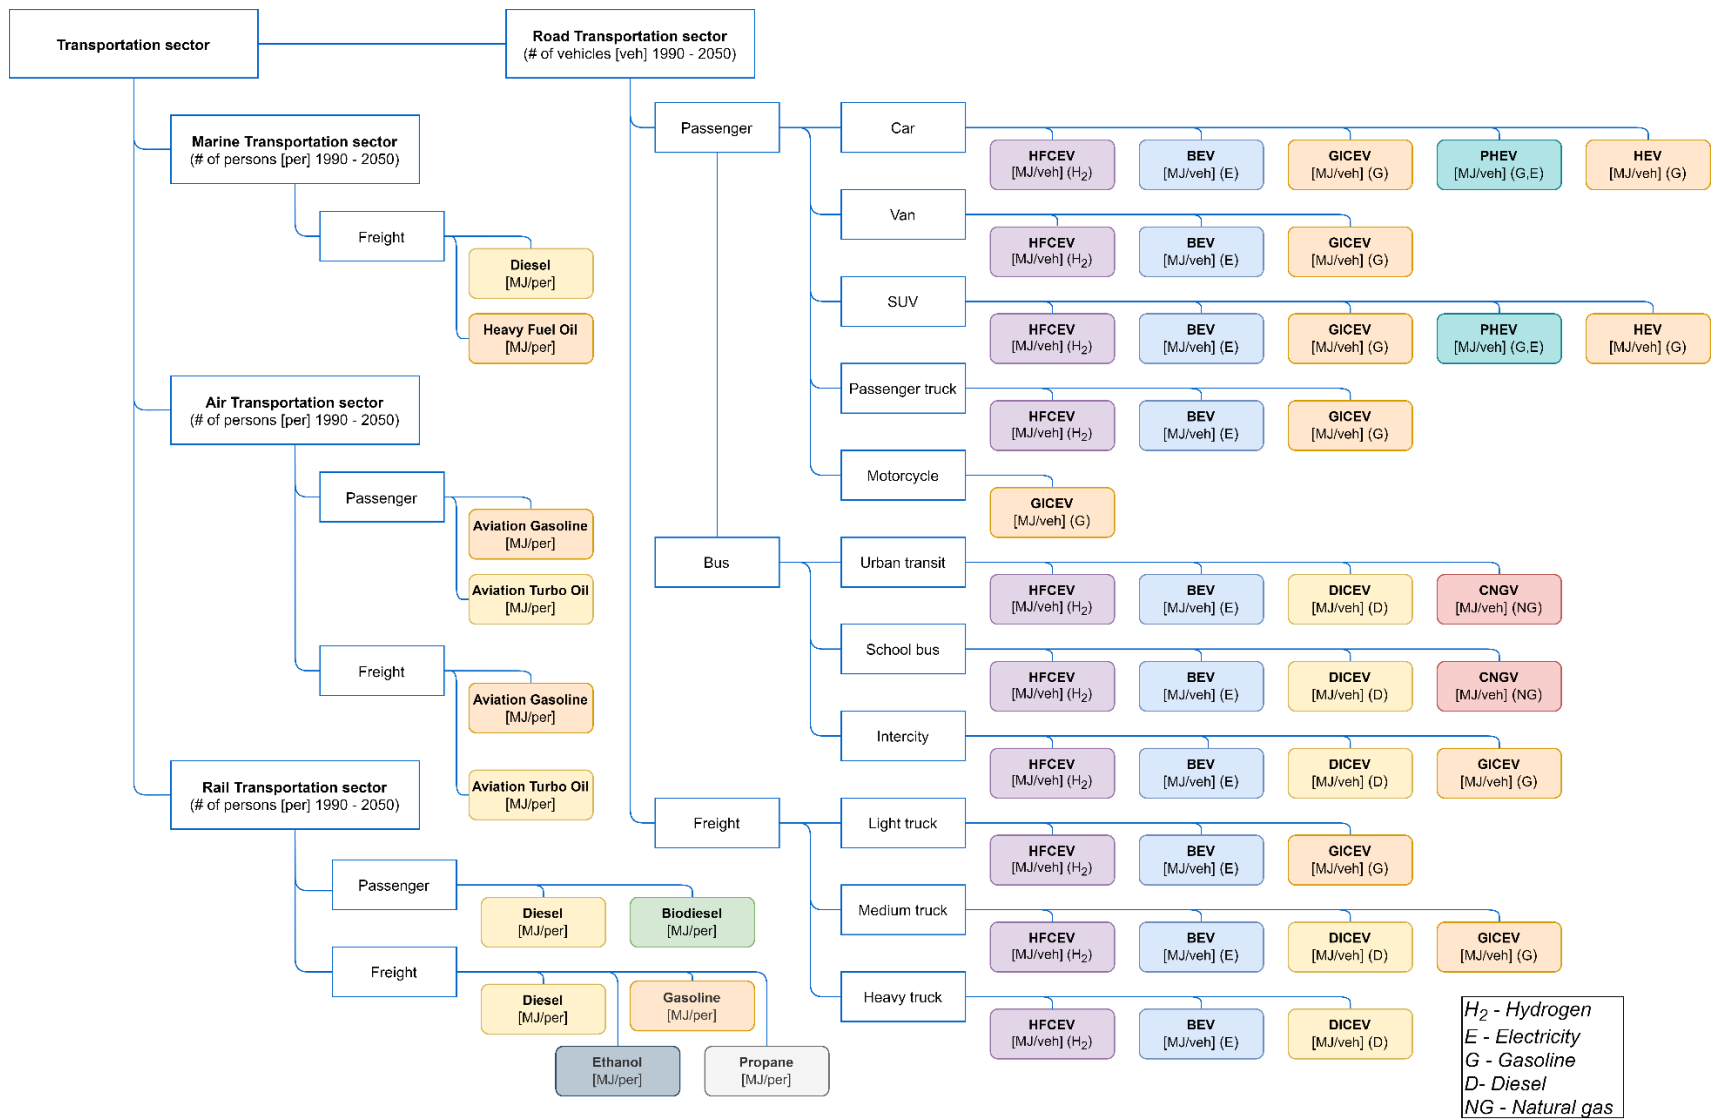 Transportation sector
Road Transportation sector
(# of vehicles [veh] 1990 - 2050)
Marine Transportation sector
(# of persons [per] 1990 - 2050)
Freight
Diesel
[MJ/per]
Heavy Fuel Oil
[MJ/per]
Air Transportation sector
(# of persons [per] 1990 - 2050)
Passenger
Aviation Gasoline
[MJ/per]
Aviation Turbo Oil
[MJ/per]
Freight
Aviation Gasoline
[MJ/per]
Aviation Turbo Oil
[MJ/per]
Rail Transportation sector
(# of persons [per] 1990 - 2050)
Passenger
Diesel
[MJ/per]
Biodiesel
[MJ/per]
Freight
Diesel
[MJ/per]
Gasoline
[MJ/per]
Ethanol
[MJ/per]
Propane
[MJ/per]
Passenger
Car
HFCEV
[MJ/veh] (H2)
BEV
[MJ/veh] (E)
GICEV
[MJ/veh] (G)
PHEV
[MJ/veh] (G,E)
HEV
[MJ/veh] (G)
Van
HFCEV
[MJ/veh] (H2)
BEV
[MJ/veh] (E)
GICEV
[MJ/veh] (G)
SUV
HFCEV
[MJ/veh] (H2)
BEV
[MJ/veh] (E)
GICEV
[MJ/veh] (G)
PHEV
[MJ/veh] (G,E)
HEV
[MJ/veh] (G)
Passenger truck
HFCEV
[MJ/veh] (H2)
BEV
[MJ/veh] (E)
GICEV
[MJ/veh] (G)
Motorcycle
GICEV
[MJ/veh] (G)
Bus
Urban transit
HFCEV
[MJ/veh] (H2)
BEV
[MJ/veh] (E)
DICEV
[MJ/veh] (D)
CNGV
[MJ/veh] (NG)
School bus
HFCEV
[MJ/veh] (H2)
BEV
[MJ/veh] (E)
DICEV
[MJ/veh] (D)
CNGV
[MJ/veh] (NG)
Intercity
HFCEV
[MJ/veh] (H2)
BEV
[MJ/veh] (E)
DICEV
[MJ/veh] (D)
GICEV
[MJ/veh] (G)
Freight
Light truck
HFCEV
[MJ/veh] (H2)
BEV
[MJ/veh] (E)
GICEV
[MJ/veh] (G)
Medium truck
HFCEV
[MJ/veh] (H2)
BEV
[MJ/veh] (E)
DICEV
[MJ/veh] (D)
GICEV
[MJ/veh] (G)
Heavy truck
HFCEV
[MJ/veh] (H2)
BEV
[MJ/veh] (E)
DICEV
[MJ/veh] (D)
H2 - Hydrogen
E - Electricity
G - Gasoline
D- Diesel
NG - Natural gas